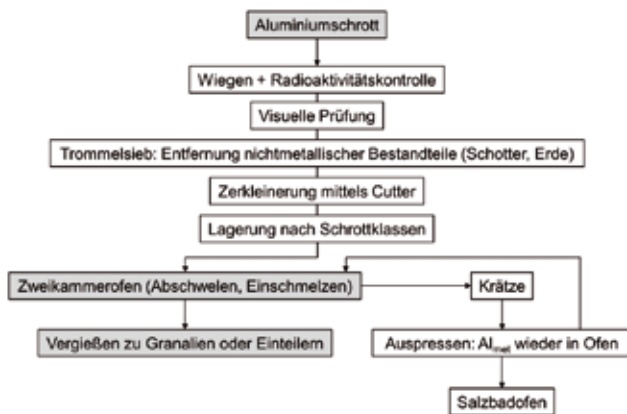 Aluminiumschrott
Wiegen + Radioaktivitätskontrolle
Visuelle Prüfung
Trommelsieb: Entfernung nichtmetallischer Bestandteile (Schotter, Erde)
Zerkleinerung mittels Cutter
Lagerung nach Schrottklassen
Zweikammerofen (Abschwelen, Einschmelzen)
Krätze
Vergießen zu Granalien oder Einteilern
Auspressen: Al_met wieder in Ofen
Salzbadofen